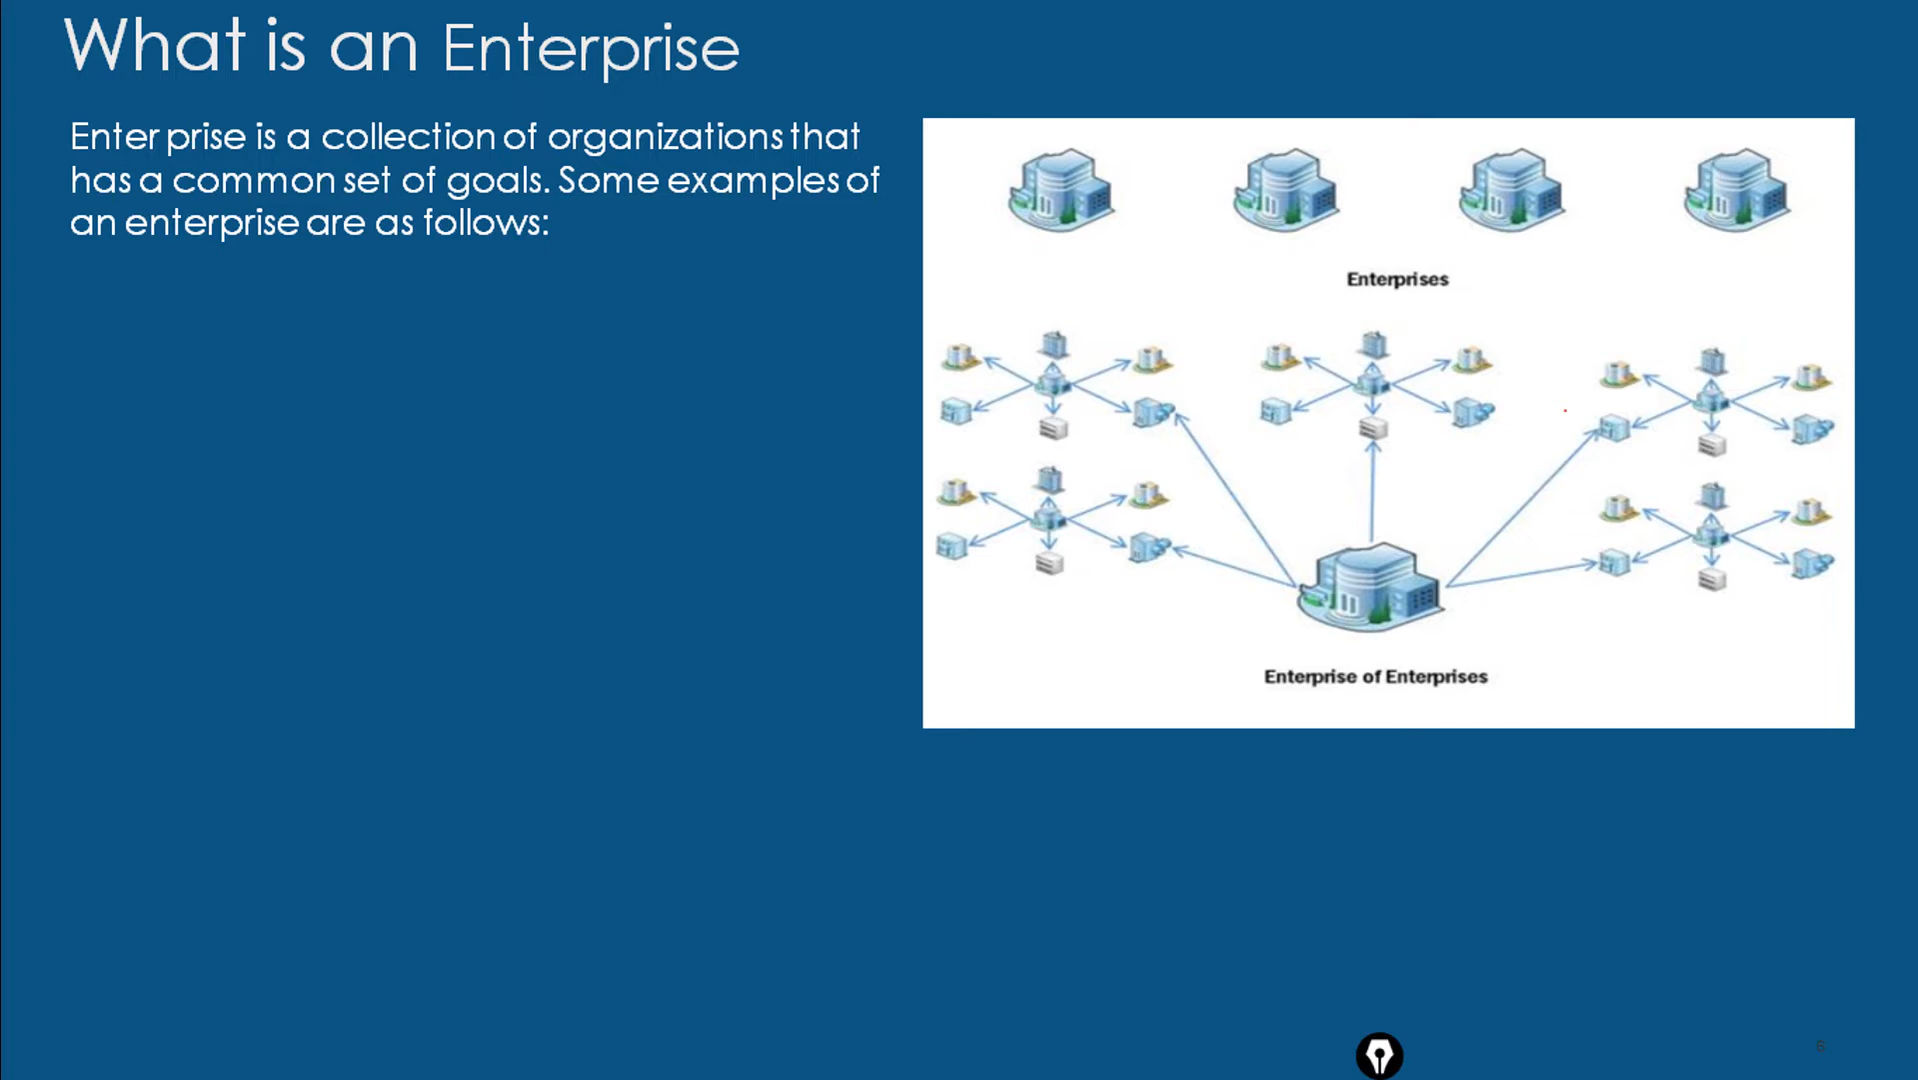 What is an Enterprise
Enter prise is a collection of organizations that
has a common set of goals. Some examples of
an enterprise are as follows:
Enterprises
Enterprise of Enterprises
6